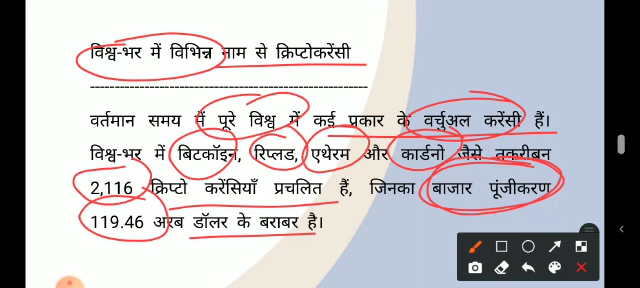 विश्व-भर में विभिन्न नाम से क्रिप्टोकरेंसी
वर्तमान समय में पूरे विश्व में कई प्रकार के वर्चुअल करेंसी हैं।
विश्व-भर में बिटकॉइन, रिप्लड, एथेरम और कार्डनो जैसे तकरीबन
2,116 क्रिप्टो करेंसियाँ प्रचलित हैं, जिनका बाजार पूंजीकरण
119.46 अरब डॉलर के बराबर है।